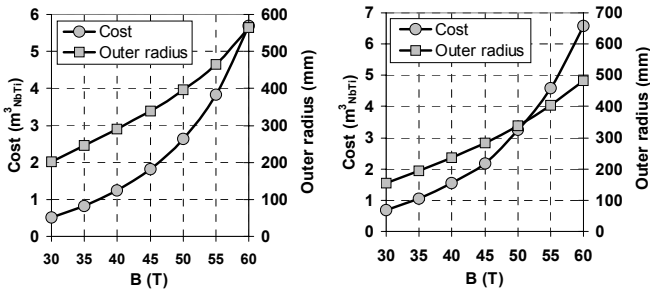 6 600
5 500
4 400
3 300
2 200
1 100
0 0
Cost
Outer radius
Cost (m³NbTi)
Outer radius (mm)
30 35 40 45 50 55 60
B (T)
7 700
6 600
5 500
4 400
3 300
2 200
1 100
0 0
Cost
Outer radius
Cost (m³NbTi)
Outer radius (mm)
30 35 40 45 50 55 60
B (T)